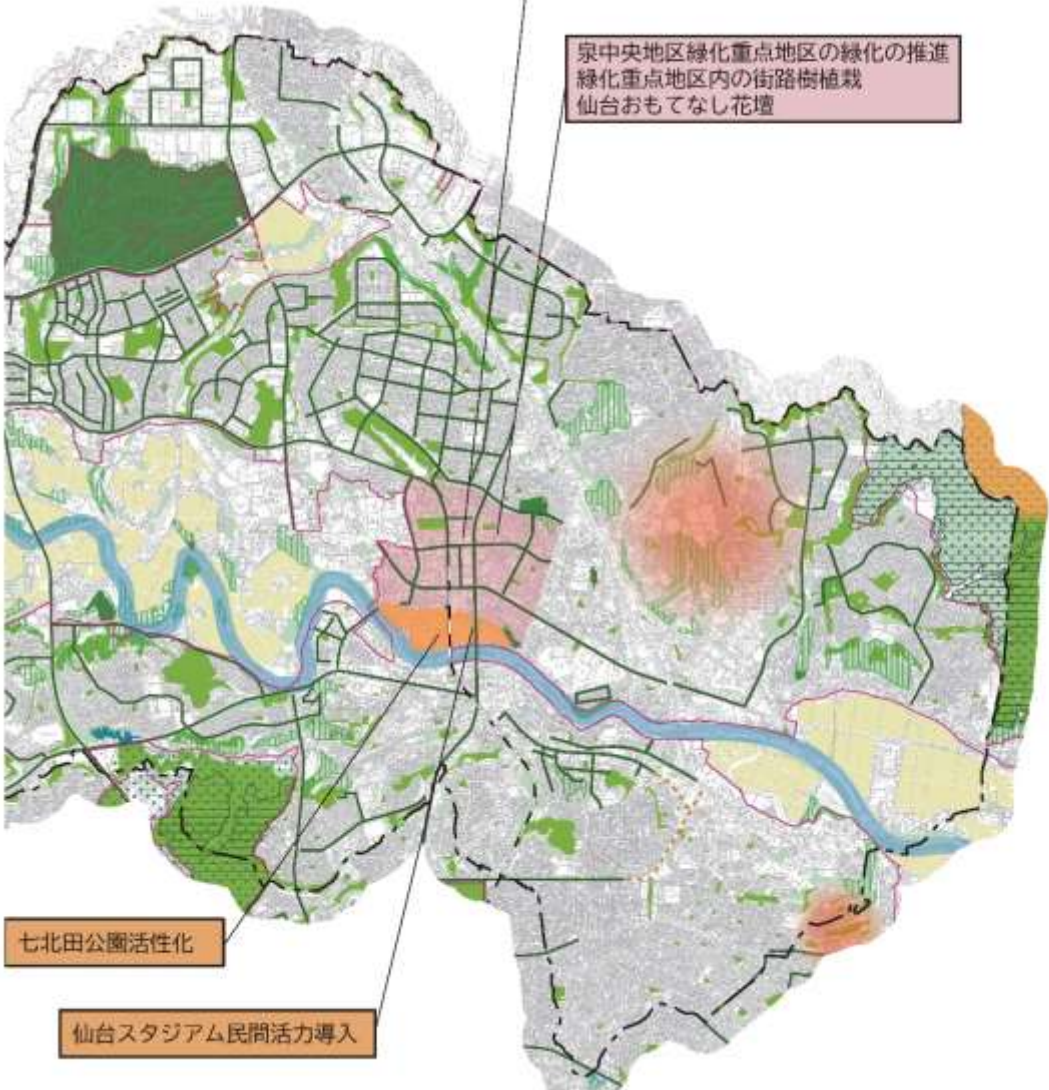 泉中央地区緑化重点地区の緑化の推進
緑化重点地区内の街路樹植栽
仙台おもてなし花壇
七北田公園活性化
仙台スタジアム民間活力導入